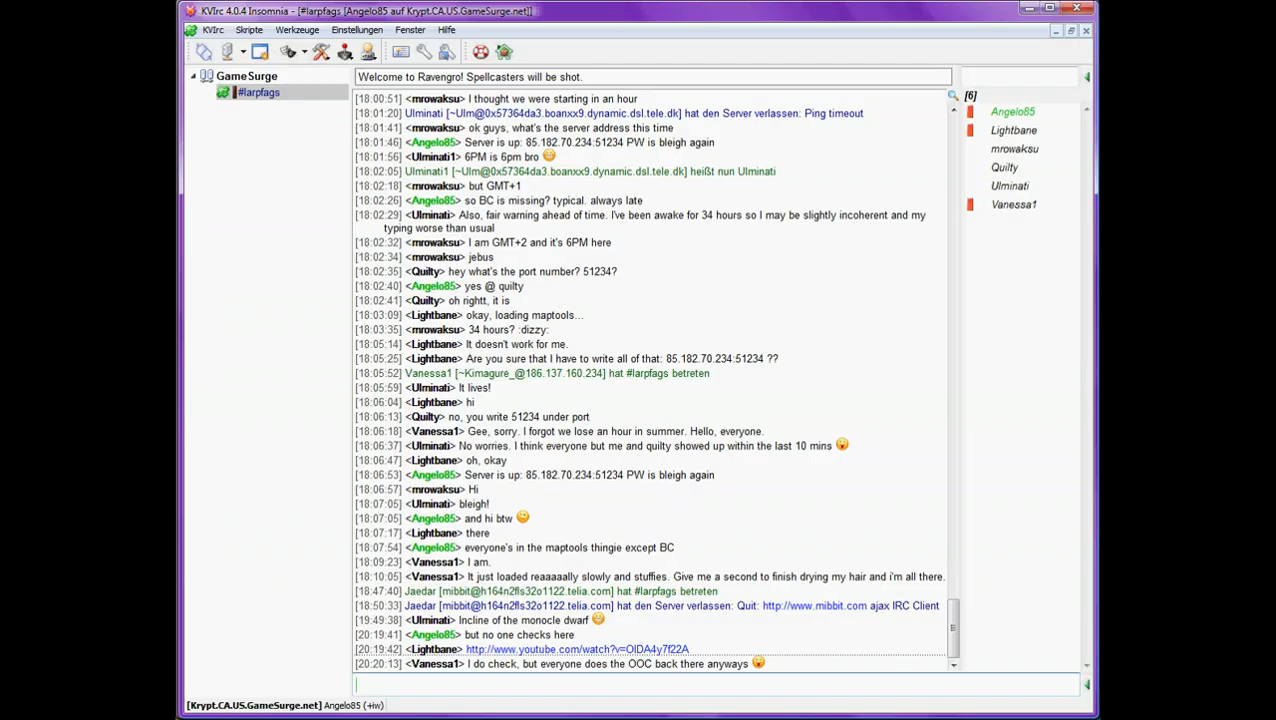 KVIrc 4.0.4 Insomnia - [#larpfags [Angelo85 auf Krypt.CA.US.GameSurge.net]]
KVIrc Skripte Werkzeuge Einstellungen Fenster Hilfe
GameSurge
#larpfags
Welcome to Ravengro! Spellcasters will be shot.
[18:00:51] <mrowaksu> I thought we were starting in an hour
[18:01:20] Ulminati [~Ulm@0x57364da3.boanxx9.dynamic.dsl.tele.dk] hat den Server verlassen: Ping timeout
[18:01:41] <mrowaksu> ok guys, what's the server address this time
[18:01:46] <Angelo85> Server is up: 85.182.70.234:51234 PW is bleigh again
[18:01:56] <Ulminati1> 6PM is 6pm bro
[18:02:05] Ulminati1 [~Ulm@0x57364da3.boanxx9.dynamic.dsl.tele.dk] heißt nun Ulminati
[18:02:18] <mrowaksu> but GMT+1
[18:02:26] <Angelo85> so BC is missing? typical. always late
[18:02:29] <Ulminati> Also, fair warning ahead of time. I've been awake for 34 hours so I may be slightly incoherent and my
typing worse than usual
[18:02:32] <mrowaksu> I am GMT+2 and it's 6PM here
[18:02:34] <mrowaksu> jebus
[18:02:35] <Quilty> hey what's the port number? 51234?
[18:02:40] <Angelo85> yes @ quilty
[18:02:41] <Quilty> oh rightt, it is
[18:03:09] <Lightbane> okay, loading maptools...
[18:03:35] <mrowaksu> 34 hours? :dizzy:
[18:05:14] <Lightbane> It doesn't work for me.
[18:05:25] <Lightbane> Are you sure that I have to write all of that: 85.182.70.234:51234 ??
[18:05:52] Vanessa1 [~Kimagure_@186.137.160.234] hat #larpfags betreten
[18:05:59] <Ulminati> It lives!
[18:06:04] <Lightbane> hi
[18:06:13] <Quilty> no, you write 51234 under port
[18:06:18] <Vanessa1> Gee, sorry. I forgot we lose an hour in summer. Hello, everyone.
[18:06:37] <Ulminati> No worries. I think everyone but me and quilty showed up within the last 10 mins
[18:06:47] <Lightbane> oh, okay
[18:06:53] <Angelo85> Server is up: 85.182.70.234:51234 PW is bleigh again
[18:06:57] <mrowaksu> Hi
[18:07:05] <Ulminati> bleigh!
[18:07:05] <Angelo85> and hi btw
[18:07:17] <Lightbane> there
[18:07:54] <Angelo85> everyone's in the maptools thingie except BC
[18:09:23] <Vanessa1> I am.
[18:10:05] <Vanessa1> It just loaded reaaaaally slowly and stuffies. Give me a second to finish drying my hair and i'm all there.
[18:47:40] Jaedar [mibbit@h164n2fls32o1122.telia.com] hat #larpfags betreten
[18:50:33] Jaedar [mibbit@h164n2fls32o1122.telia.com] hat den Server verlassen: Quit: http://www.mibbit.com ajax IRC Client
[19:49:38] <Ulminati> Incline of the monocle dwarf
[20:19:41] <Angelo85> but no one checks here
[20:19:42] <Lightbane> http://www.youtube.com/watch?v=OlDA4y7f22A
[20:20:13] <Vanessa1> I do check, but everyone does the OOC back there anyways
[6]
Angelo85
Lightbane
mrowaksu
Quilty
Ulminati
Vanessa1
[Krypt.CA.US.GameSurge.net] Angelo85 (+iw)